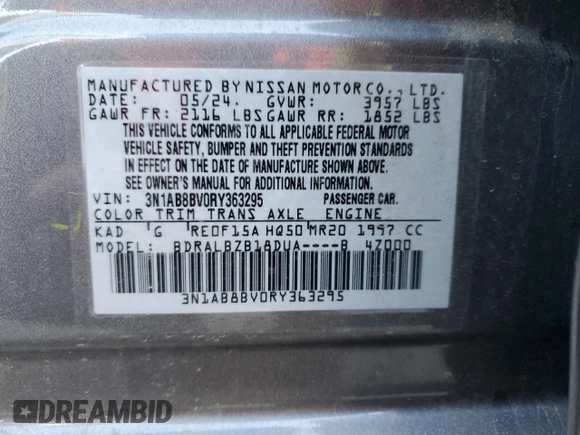 MANUFACTURED BY NISSAN MOTOR CO., LTD.
DATE: 05/24. GVWR: 3957 LBS
GAWR FR: 2116 LBS GAWR RR: 1852 LBS
THIS VEHICLE CONFORMS TO ALL APPLICABLE FEDERAL MOTOR
VEHICLE SAFETY, BUMPER AND THEFT PREVENTION STANDARDS
IN EFFECT ON THE DATE OF MANUFACTURE SHOWN ABOVE.
SEE OWNER'S MANUAL FOR ADDITIONAL INFORMATION.
VIN: 3N1AB8BV0RY363295 PASSENGER CAR.
COLOR TRIM TRANS AXLE ENGINE
KAD G RE0F15A HQ50 MR20 1997 CC
MODEL: BDRALBZB18DUA----B 47000
3N1AB8BV0RY363295
DREAMBID